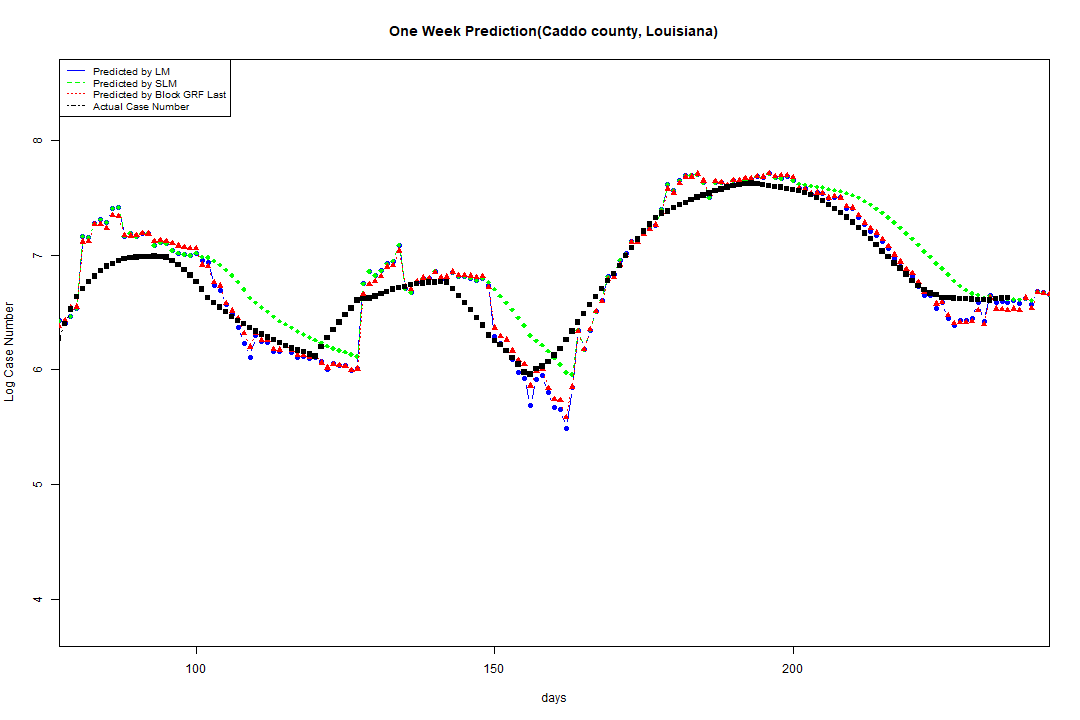 One Week Prediction(Caddo county, Louisiana)
Predicted by LM
Predicted by SLM
Predicted by Block GRF Last
Actual Case Number
8
7
6
5
4
Log Case Number
100
150
200
days